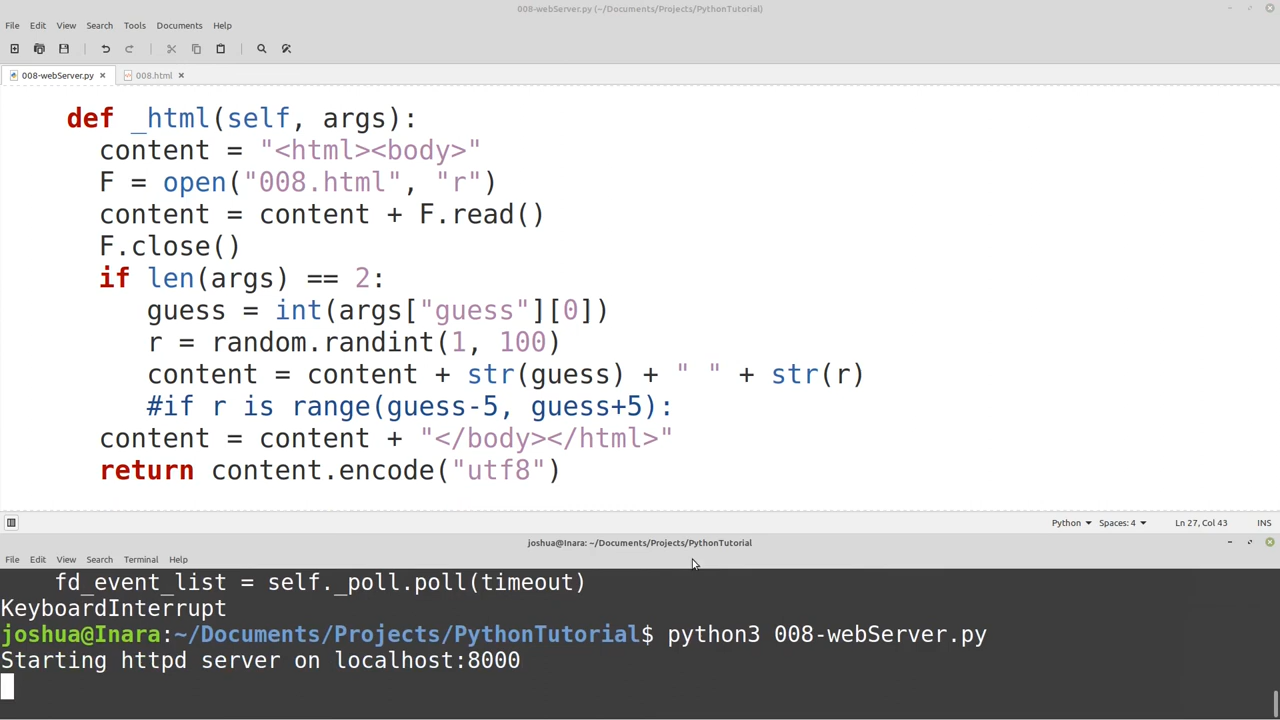 008-webServer.py (~/Documents/Projects/PythonTutorial)
File Edit View Search Tools Documents Help
008-webServer.py × 008.html ×
def _html(self, args):
content = "<html><body>"
F = open("008.html", "r")
content = content + F.read()
F.close()
if len(args) == 2:
guess = int(args["guess"][0])
r = random.randint(1, 100)
content = content + str(guess) + " " + str(r)
#if r is range(guess-5, guess+5):
content = content + "</body></html>"
return content.encode("utf8")
Python Spaces: 4 Ln 27, Col 43 INS
joshua@Inara: ~/Documents/Projects/PythonTutorial
File Edit View Search Terminal Help
fd_event_list = self._poll.poll(timeout)
KeyboardInterrupt
joshua@Inara:~/Documents/Projects/PythonTutorial$ python3 008-webServer.py
Starting httpd server on localhost:8000